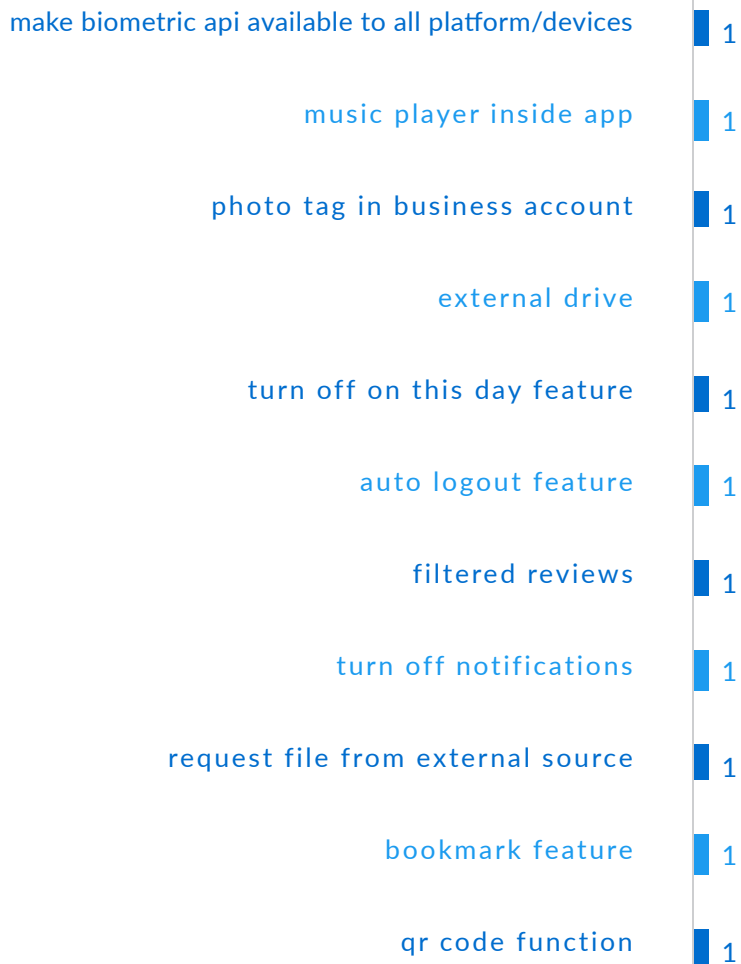 make biometric api available to all platform/devices 1
music player inside app 1
photo tag in business account 1
external drive 1
turn off on this day feature 1
auto logout feature 1
filtered reviews 1
turn off notifications 1
request file from external source 1
bookmark feature 1
qr code function 1